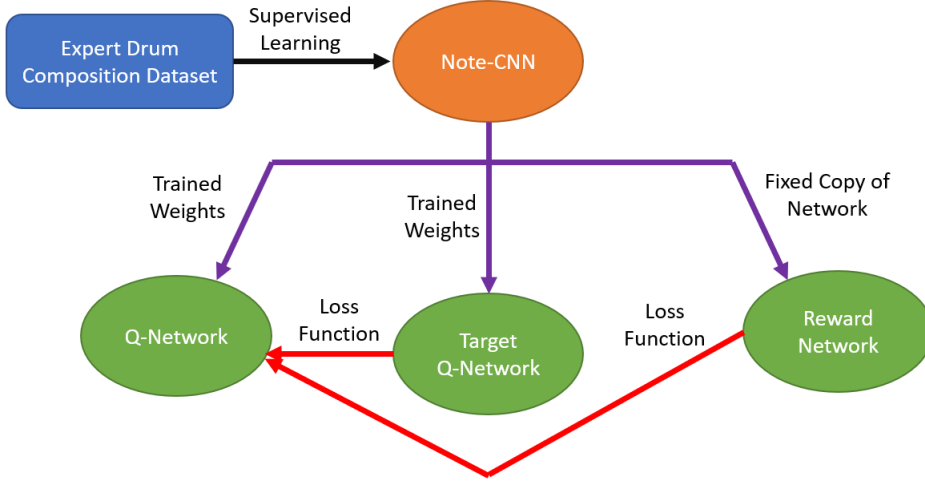 Expert Drum
Composition Dataset
Supervised
Learning
Note-CNN
Trained
Weights
Trained
Weights
Fixed Copy of
Network
Q-Network
Loss
Function
Target
Q-Network
Loss
Function
Reward
Network